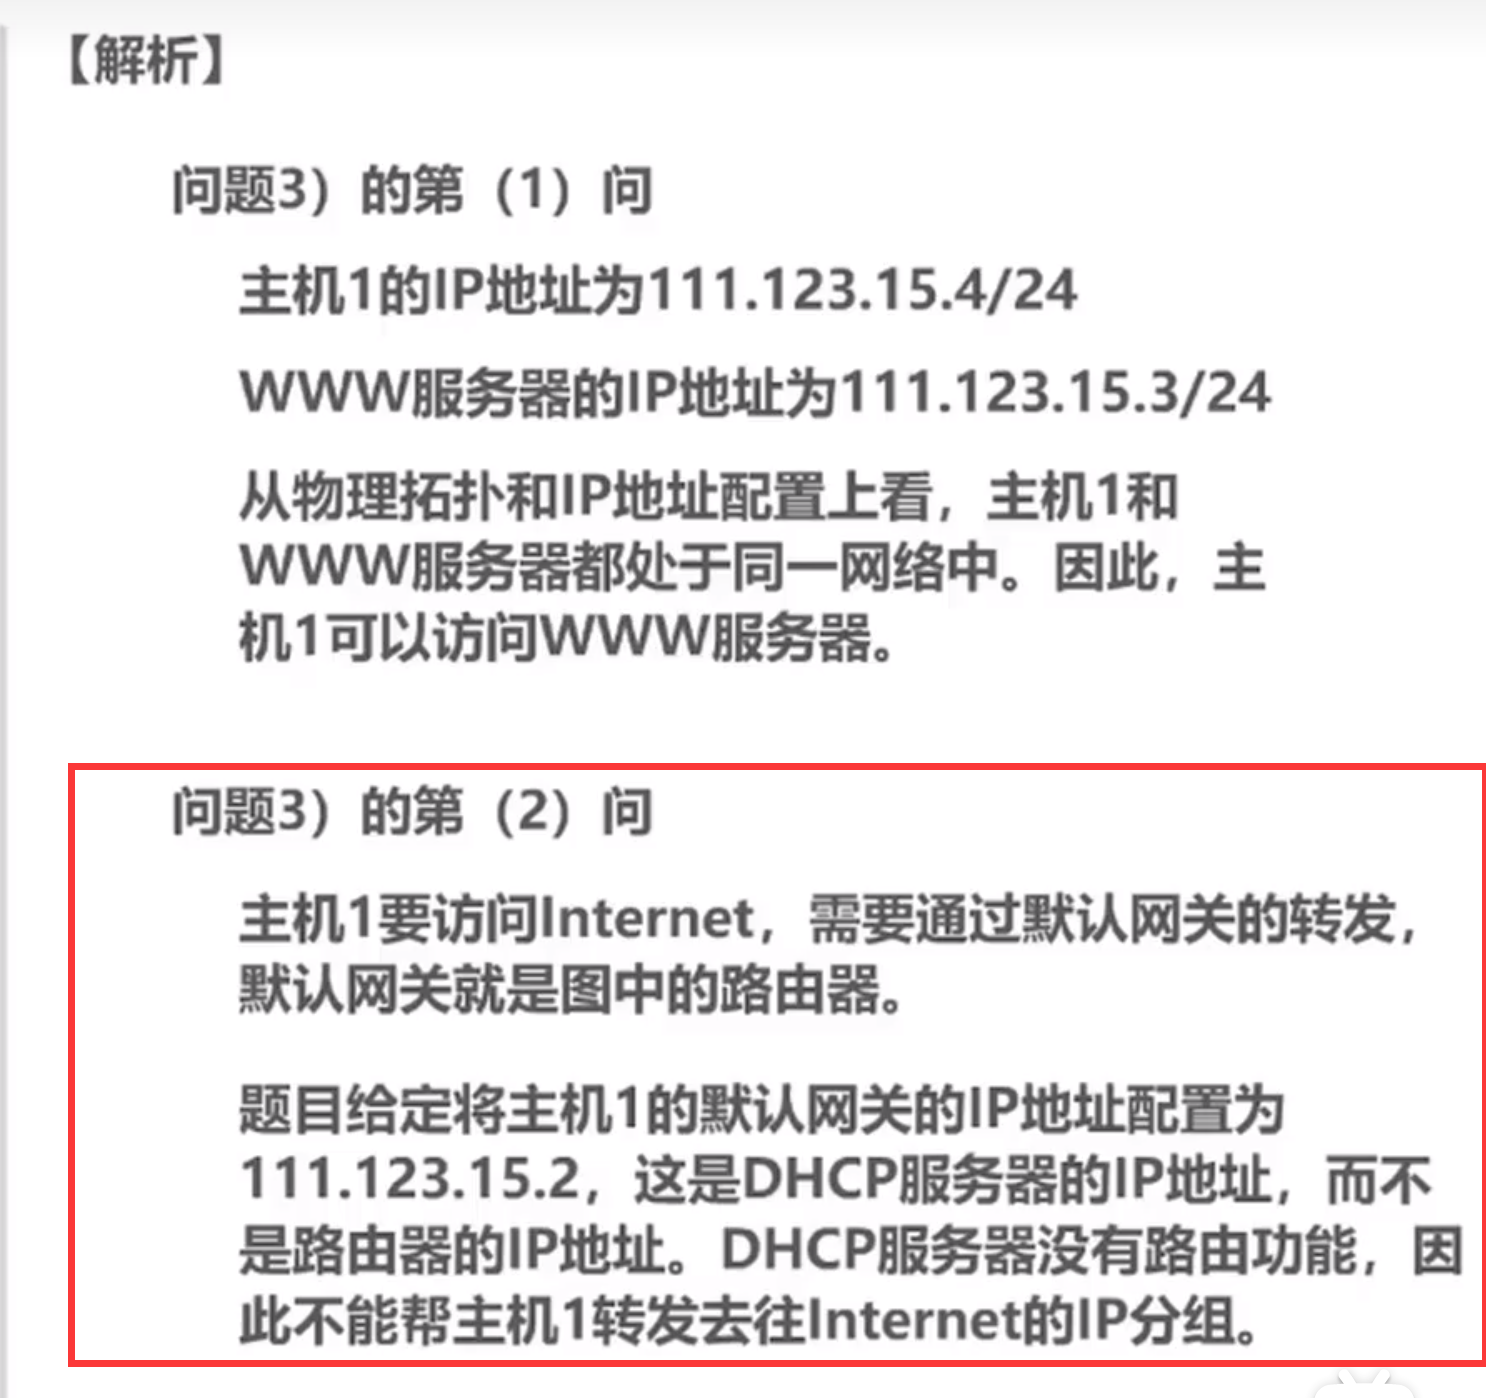 【解析】
问题3）的第（1）问
主机1的IP地址为111.123.15.4/24
WWW服务器的IP地址为111.123.15.3/24
从物理拓扑和IP地址配置上看，主机1和
WWW服务器都处于同一网络中。因此，主
机1可以访问WWW服务器。
问题3）的第（2）问
主机1要访问Internet，需要通过默认网关的转发，
默认网关就是图中的路由器。
题目给定将主机1的默认网关的IP地址配置为
111.123.15.2，这是DHCP服务器的IP地址，而不
是路由器的IP地址。DHCP服务器没有路由功能，因
此不能帮主机1转发去往Internet的IP分组。